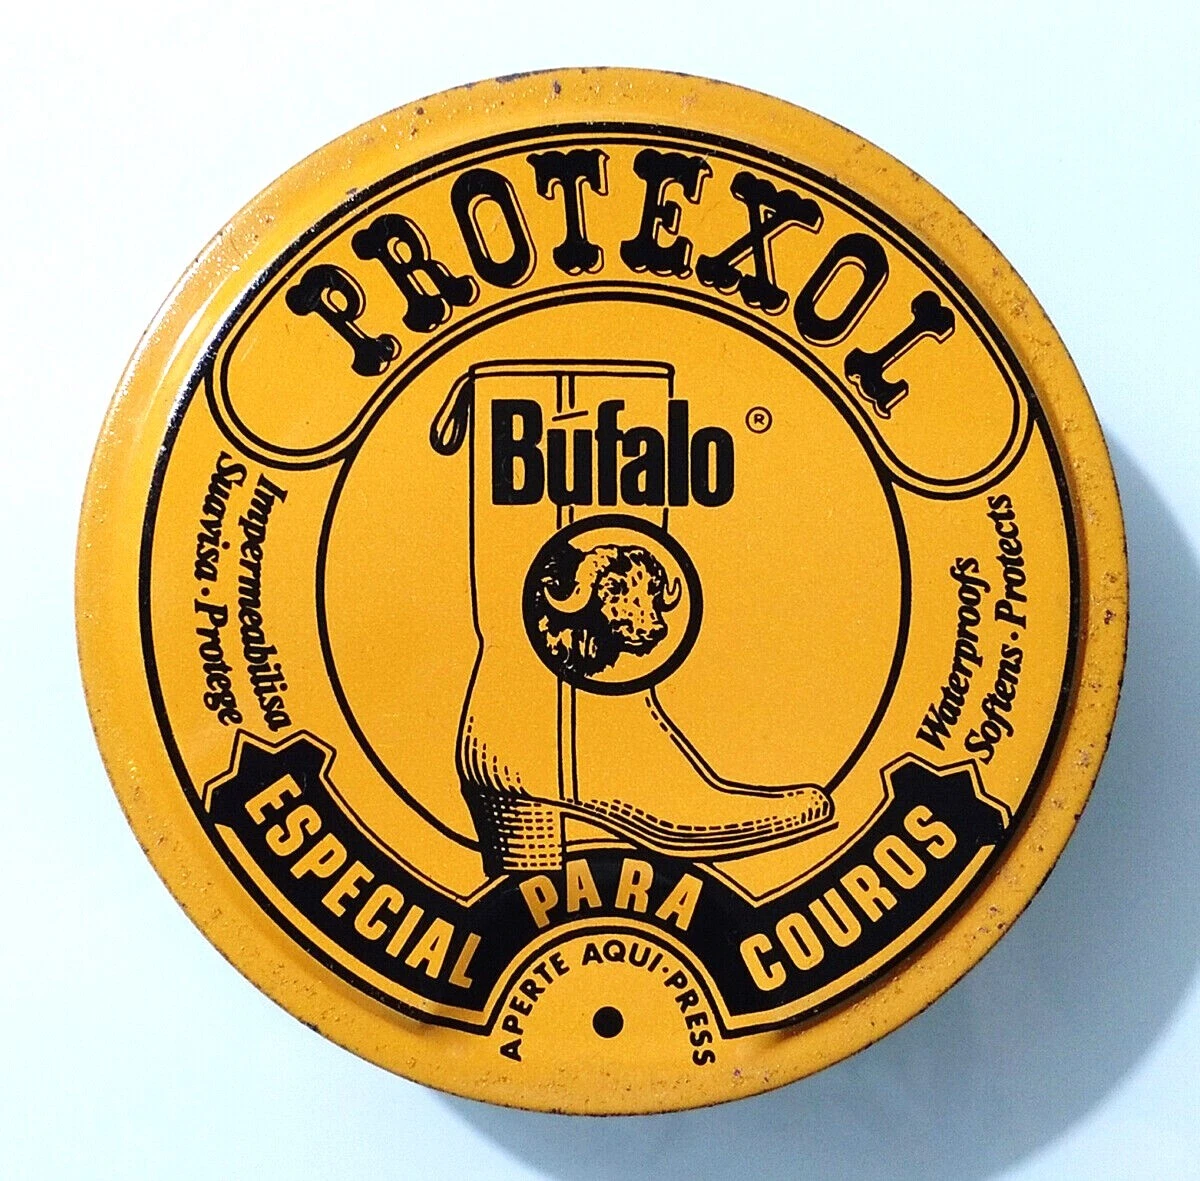 PROTEXOL
Búfalo ®
Impermeabilisa
Suavisa · Protege
Waterproofs
Softens · Protects
ESPECIAL PARA COUROS
APERTE AQUI · PRESS